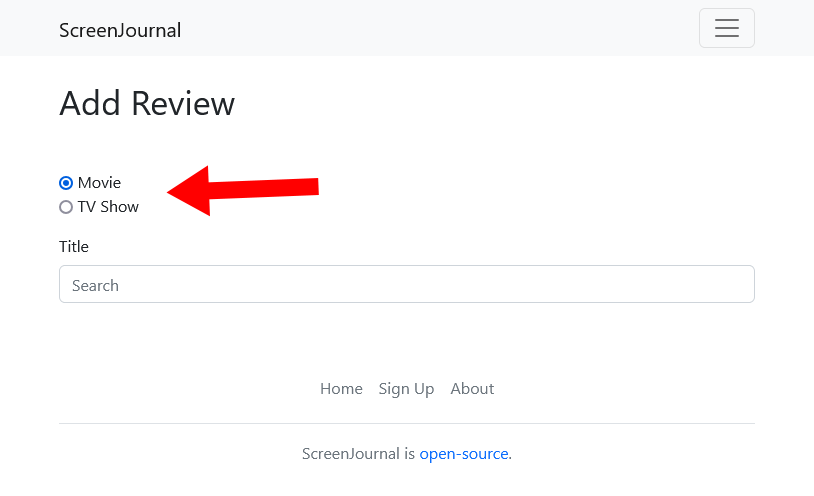 ScreenJournal
Add Review
Movie
TV Show
Title
Search
Home Sign Up About
ScreenJournal is open-source.